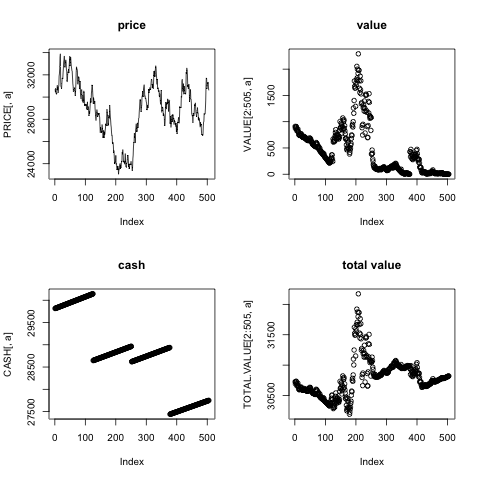 price
PRICE[, a]
24000
28000
32000
0
100
200
300
400
500
Index
value
VALUE[2:505, a]
0
500
1500
0
100
200
300
400
500
Index
cash
CASH[, a]
27500
28500
29500
0
100
200
300
400
500
Index
total value
TOTAL.VALUE[2:505, a]
30500
31500
0
100
200
300
400
500
Index